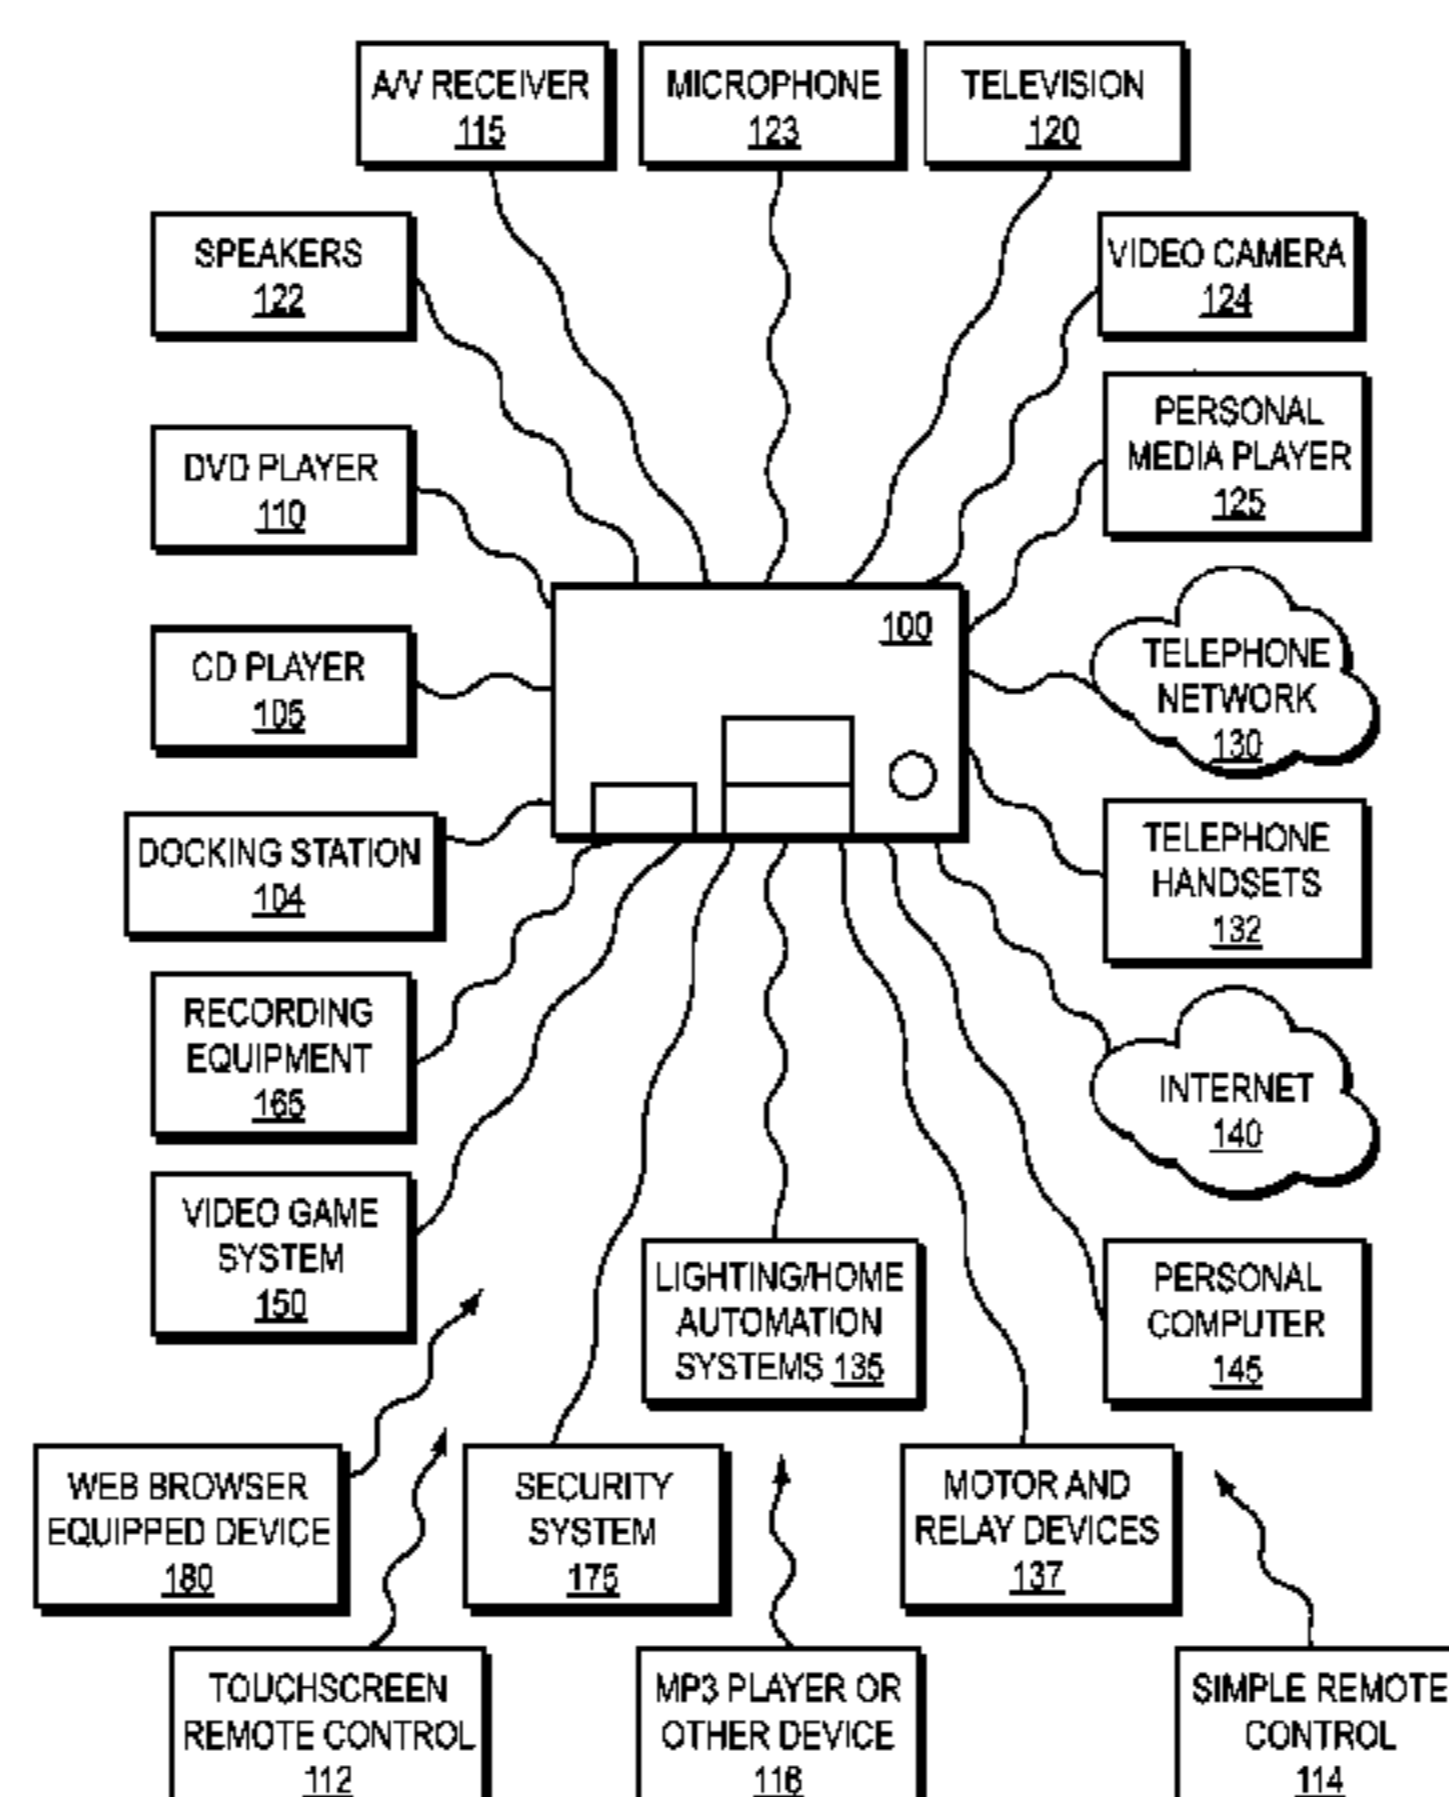 A/V RECEIVER
115
MICROPHONE
123
TELEVISION
120
SPEAKERS
122
VIDEO CAMERA
124
PERSONAL
MEDIA PLAYER
125
DVD PLAYER
110
100
TELEPHONE
NETWORK
130
CD PLAYER
105
DOCKING STATION
104
TELEPHONE
HANDSETS
132
RECORDING
EQUIPMENT
165
INTERNET
140
VIDEO GAME
SYSTEM
150
LIGHTING/HOME
AUTOMATION
SYSTEMS 135
PERSONAL
COMPUTER
145
WEB BROWSER
EQUIPPED DEVICE
180
SECURITY
SYSTEM
175
MOTOR AND
RELAY DEVICES
137
TOUCHSCREEN
REMOTE CONTROL
112
MP3 PLAYER OR
OTHER DEVICE
116
SIMPLE REMOTE
CONTROL
114